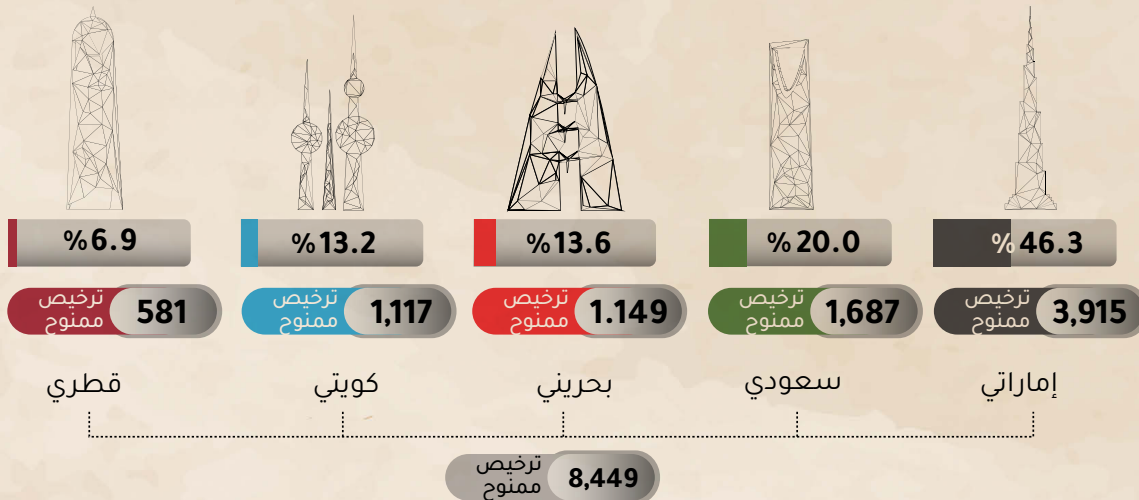 %46.3
%20.0
%13.6
%13.2
%6.9
ترخيص
ممنوح
3,915
ترخيص
ممنوح
1,687
ترخيص
ممنوح
1.149
ترخيص
ممنوح
1,117
ترخيص
ممنوح
581
إماراتي
سعودي
بحريني
كويتي
قطري
ترخيص
ممنوح
8,449